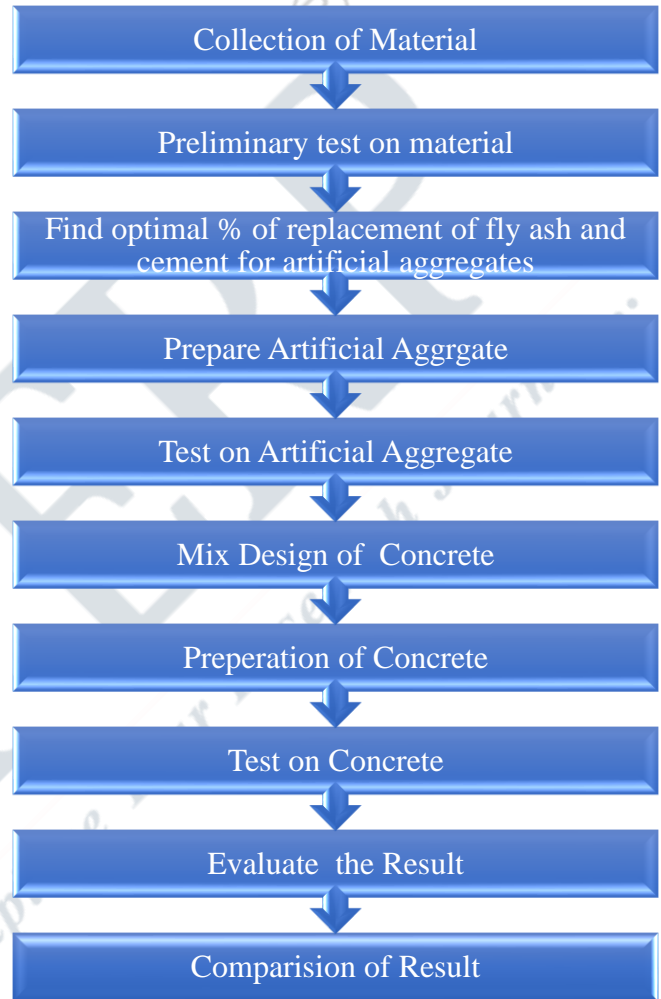 Collection of Material
Preliminary test on material
Find optimal % of replacement of fly ash and
cement for artificial aggregates
Prepare Artificial Aggrgate
Test on Artificial Aggregate
Mix Design of Concrete
Preperation of Concrete
Test on Concrete
Evaluate the Result
Comparision of Result